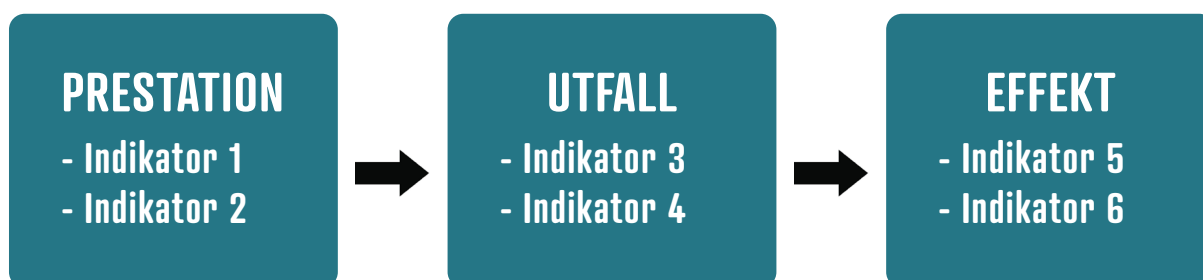 PRESTATION
- Indikator 1
- Indikator 2
UTFALL
- Indikator 3
- Indikator 4
EFFEKT
- Indikator 5
- Indikator 6